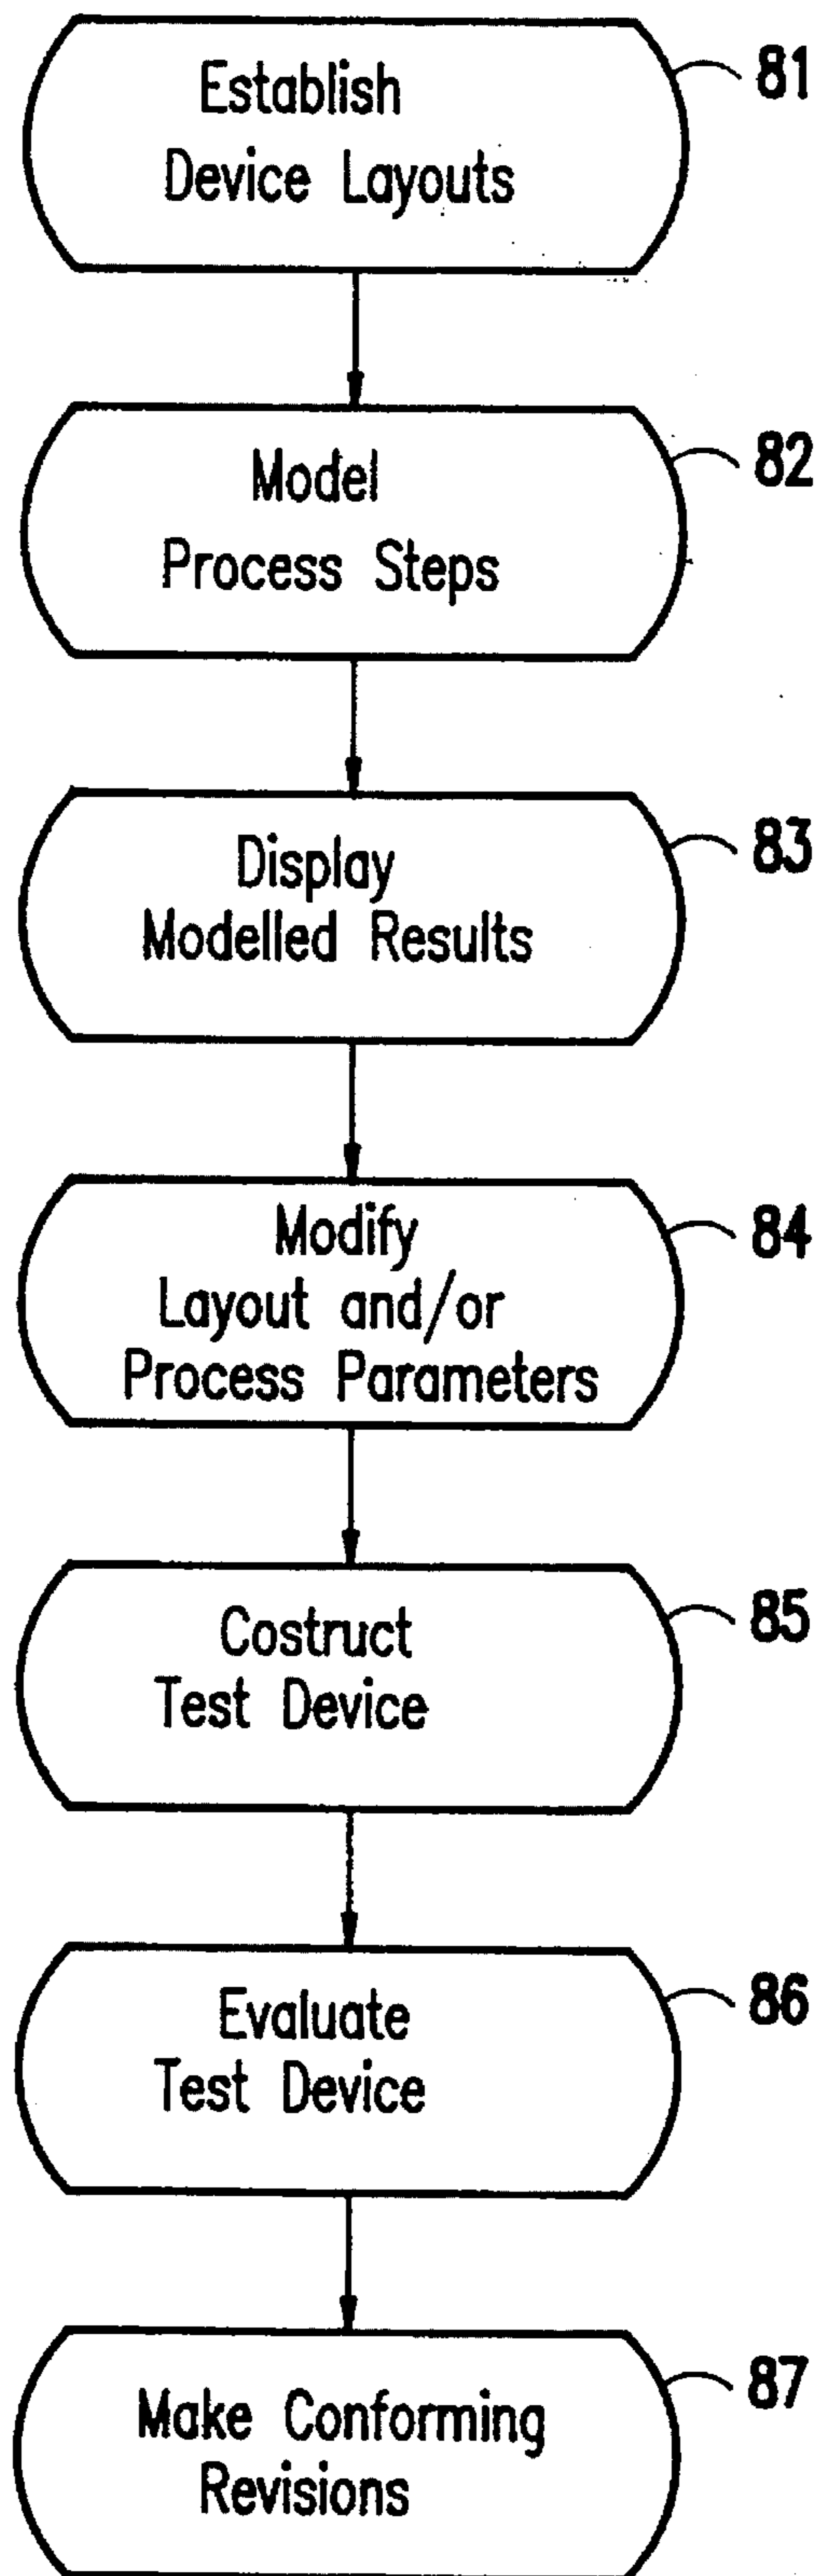 Establish
Device Layouts
81
Model
Process Steps
82
Display
Modelled Results
83
Modify
Layout and/or
Process Parameters
84
Costruct
Test Device
85
Evaluate
Test Device
86
Make Conforming
Revisions
87